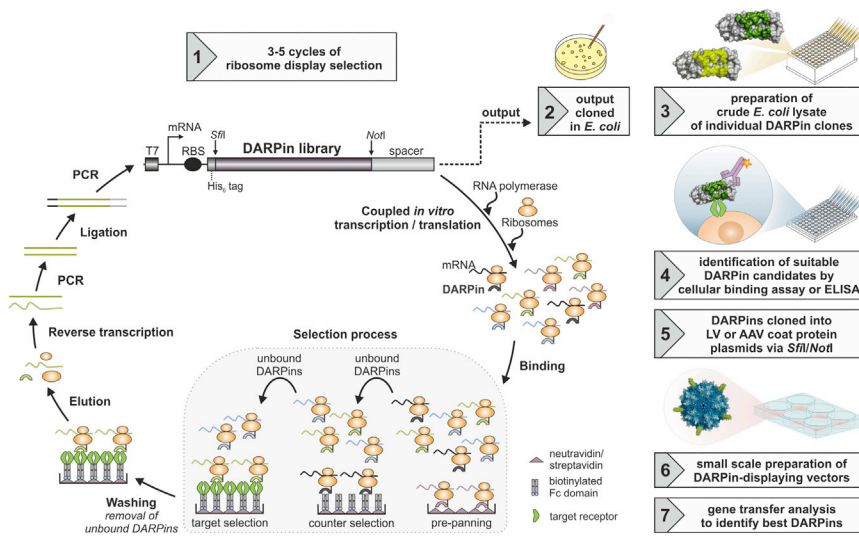 1
3-5 cycles of
ribosome display selection
output
2
output
cloned
in E. coli
3
preparation of
crude E. coli lysate
of individual DARPin clones
T7
mRNA
RBS
SfiI
DARPin library
NotI
spacer
His6 tag
PCR
Ligation
PCR
Reverse transcription
Elution
Washing
removal of
unbound DARPins
RNA polymerase
Ribosomes
Coupled in vitro
transcription / translation
mRNA
DARPin
Binding
Selection process
unbound
DARPins
unbound
DARPins
target selection
counter selection
pre-panning
neutravidin/
streptavidin
biotinylated
Fc domain
target receptor
4
identification of suitable
DARPin candidates by
cellular binding assay or ELISA
5
DARPins cloned into
LV or AAV coat protein
plasmids via SfiI/NotI
6
small scale preparation of
DARPin-displaying vectors
7
gene transfer analysis
to identify best DARPins